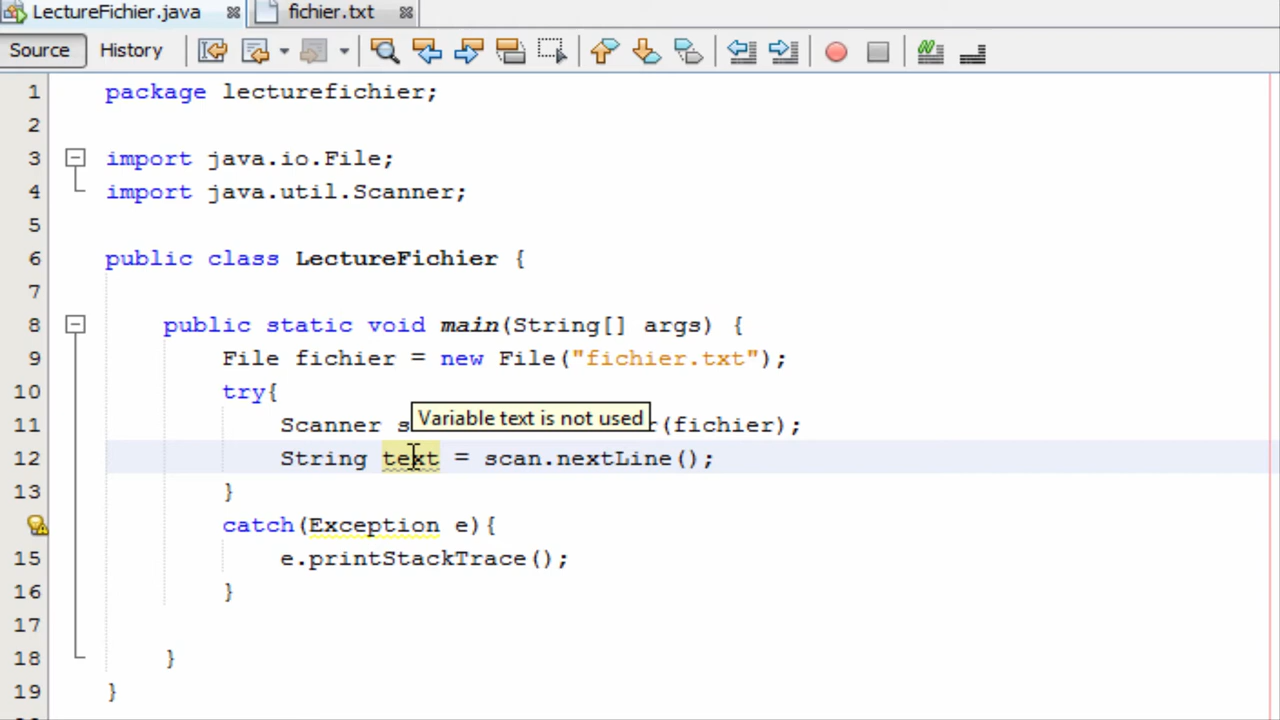 LectureFichier.java fichier.txt
Source History
1 package lecturefichier;
2
3 import java.io.File;
4 import java.util.Scanner;
5
6 public class LectureFichier {
7
8 public static void main(String[] args) {
9 File fichier = new File("fichier.txt");
10 try{
Variable text is not used
11 Scanner s r(fichier);
12 String text = scan.nextLine();
13 }
catch(Exception e){
15 e.printStackTrace();
16 }
17
18 }
19 }